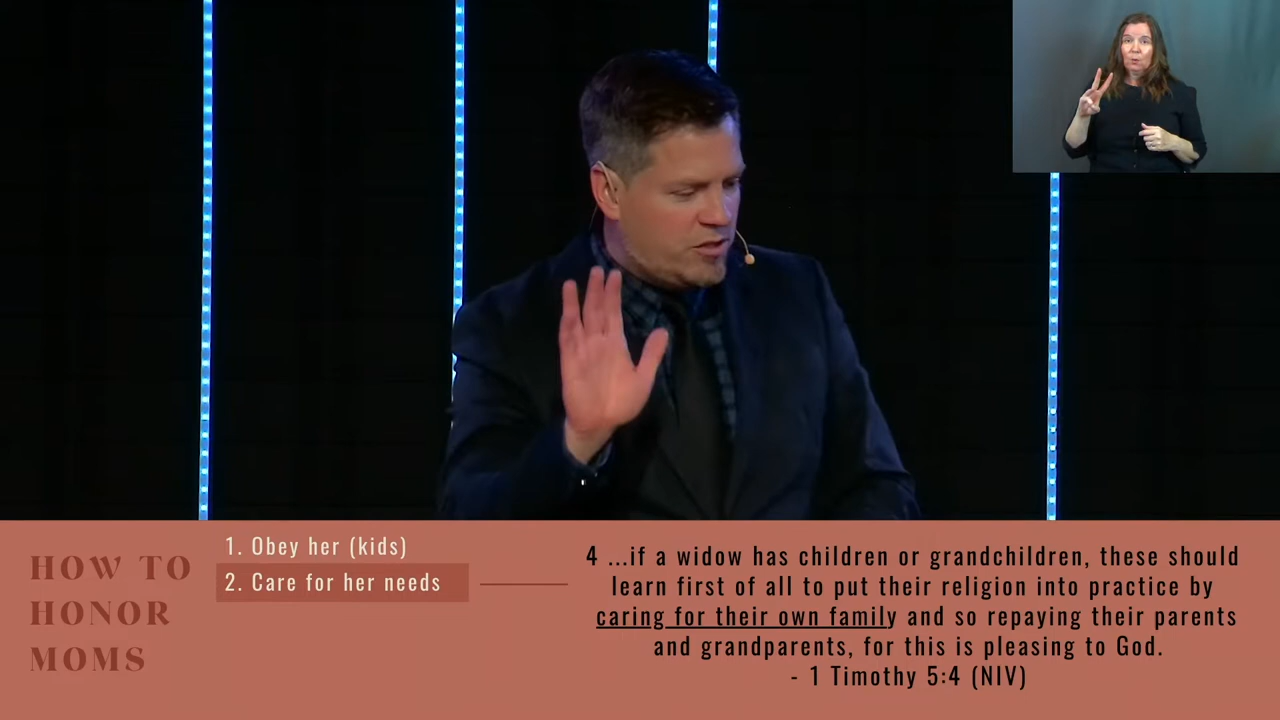 HOW TO
HONOR
MOMS
1. Obey her (kids)
2. Care for her needs
4 ...if a widow has children or grandchildren, these should
learn first of all to put their religion into practice by
caring for their own family and so repaying their parents
and grandparents, for this is pleasing to God.
- 1 Timothy 5:4 (NIV)